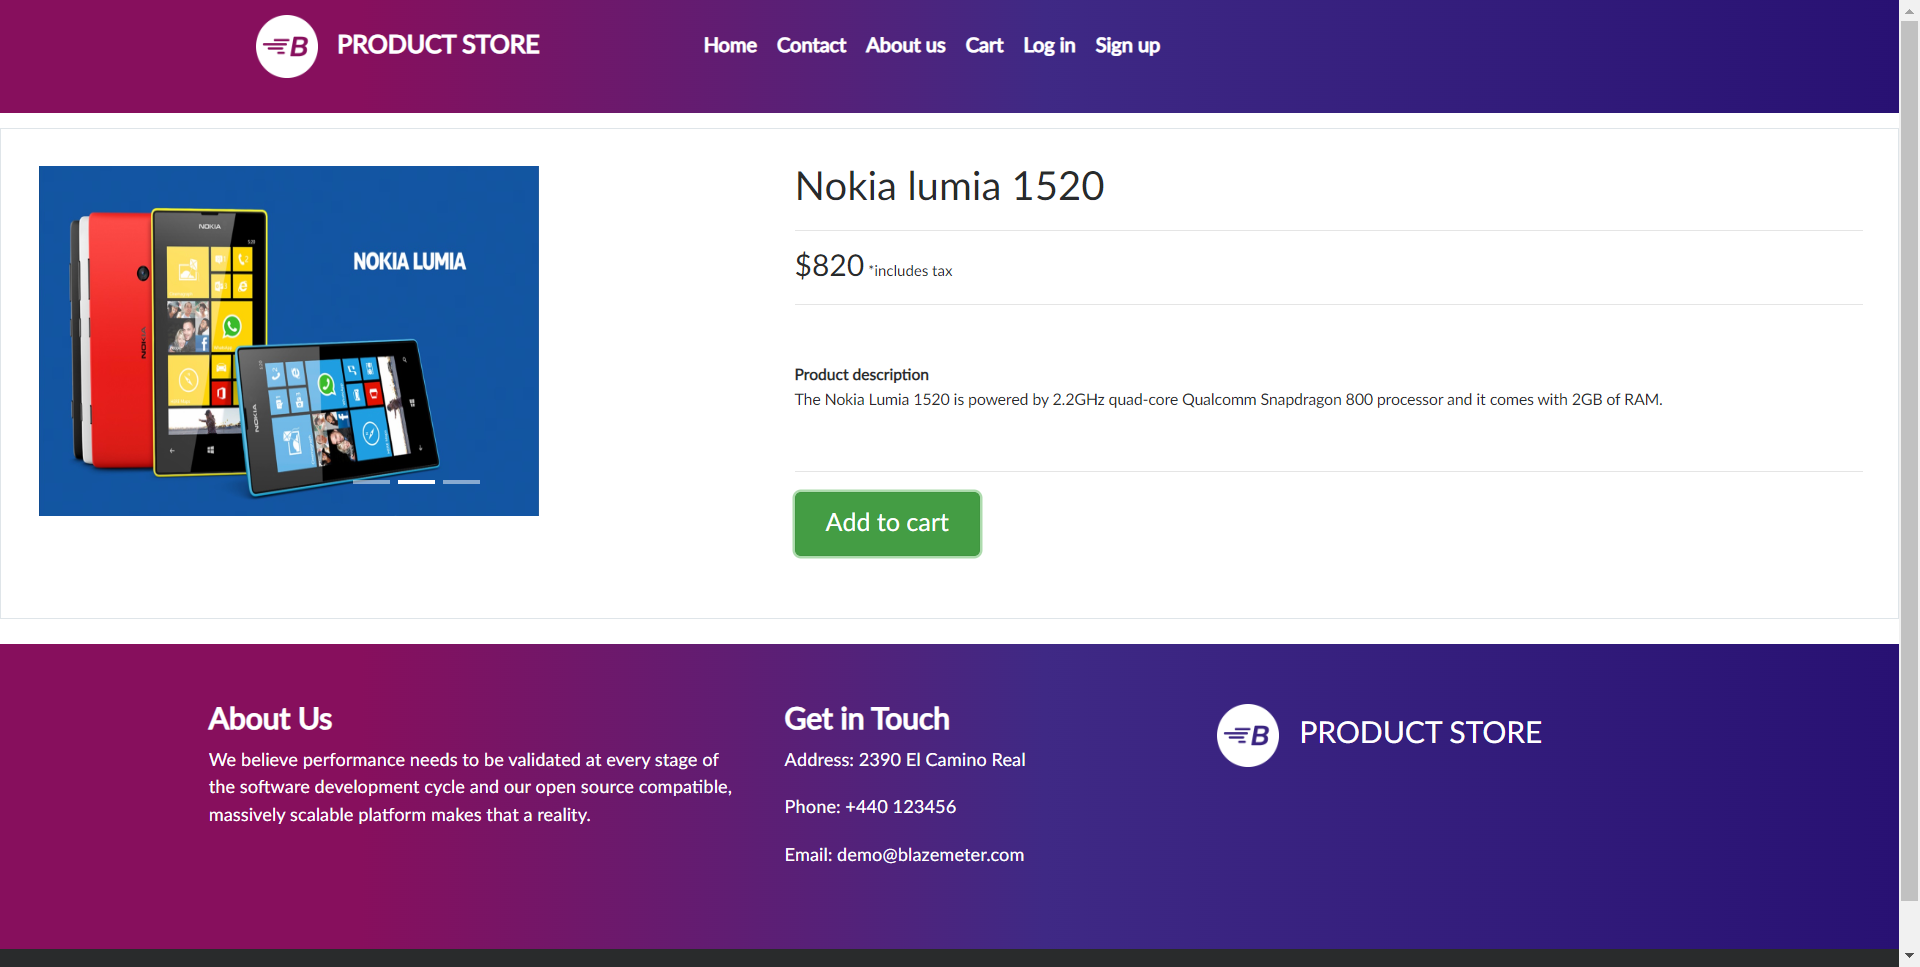 B PRODUCT STORE
Home Contact About us Cart Log in Sign up
NOKIA
NOKIA LUMIA
NOKIA
NOKIA
Nokia lumia 1520
$820 *includes tax
Product description
The Nokia Lumia 1520 is powered by 2.2GHz quad-core Qualcomm Snapdragon 800 processor and it comes with 2GB of RAM.
Add to cart
About Us
We believe performance needs to be validated at every stage of
the software development cycle and our open source compatible,
massively scalable platform makes that a reality.
Get in Touch
Address: 2390 El Camino Real
Phone: +440 123456
Email: demo@blazemeter.com
B PRODUCT STORE